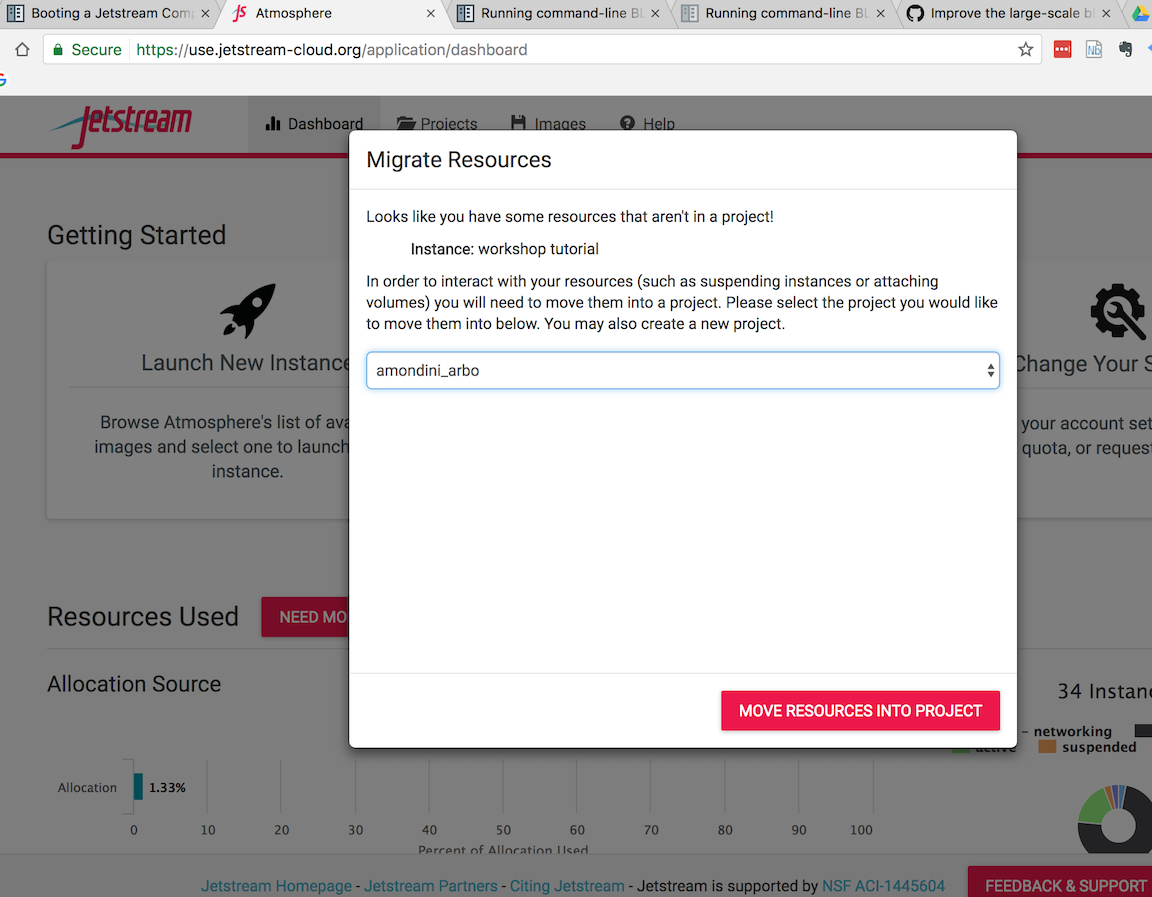 Booting a Jetstream Comp
Atmosphere
Running command-line BL
Running command-line BL
Improve the large-scale b
Secure https://use.jetstream-cloud.org/application/dashboard
Jetstream
Dashboard Projects Images Help
Migrate Resources
Looks like you have some resources that aren't in a project!
Instance: workshop tutorial
In order to interact with your resources (such as suspending instances or attaching
volumes) you will need to move them into a project. Please select the project you would like
to move them into below. You may also create a new project.
amondini_arbo
MOVE RESOURCES INTO PROJECT
Getting Started
Launch New Instance
Browse Atmosphere's list of ava
images and select one to launch
instance.
Change Your S
your account set
quota, or reques
Resources Used
NEED MO
Allocation Source
Allocation
1.33%
0 10 20 30 40 50 60 70 80 90 100
Percent of Allocation Used
34 Instanc
networking
active
suspended
Jetstream Homepage - Jetstream Partners - Citing Jetstream - Jetstream is supported by NSF ACI-1445604
FEEDBACK & SUPPORT